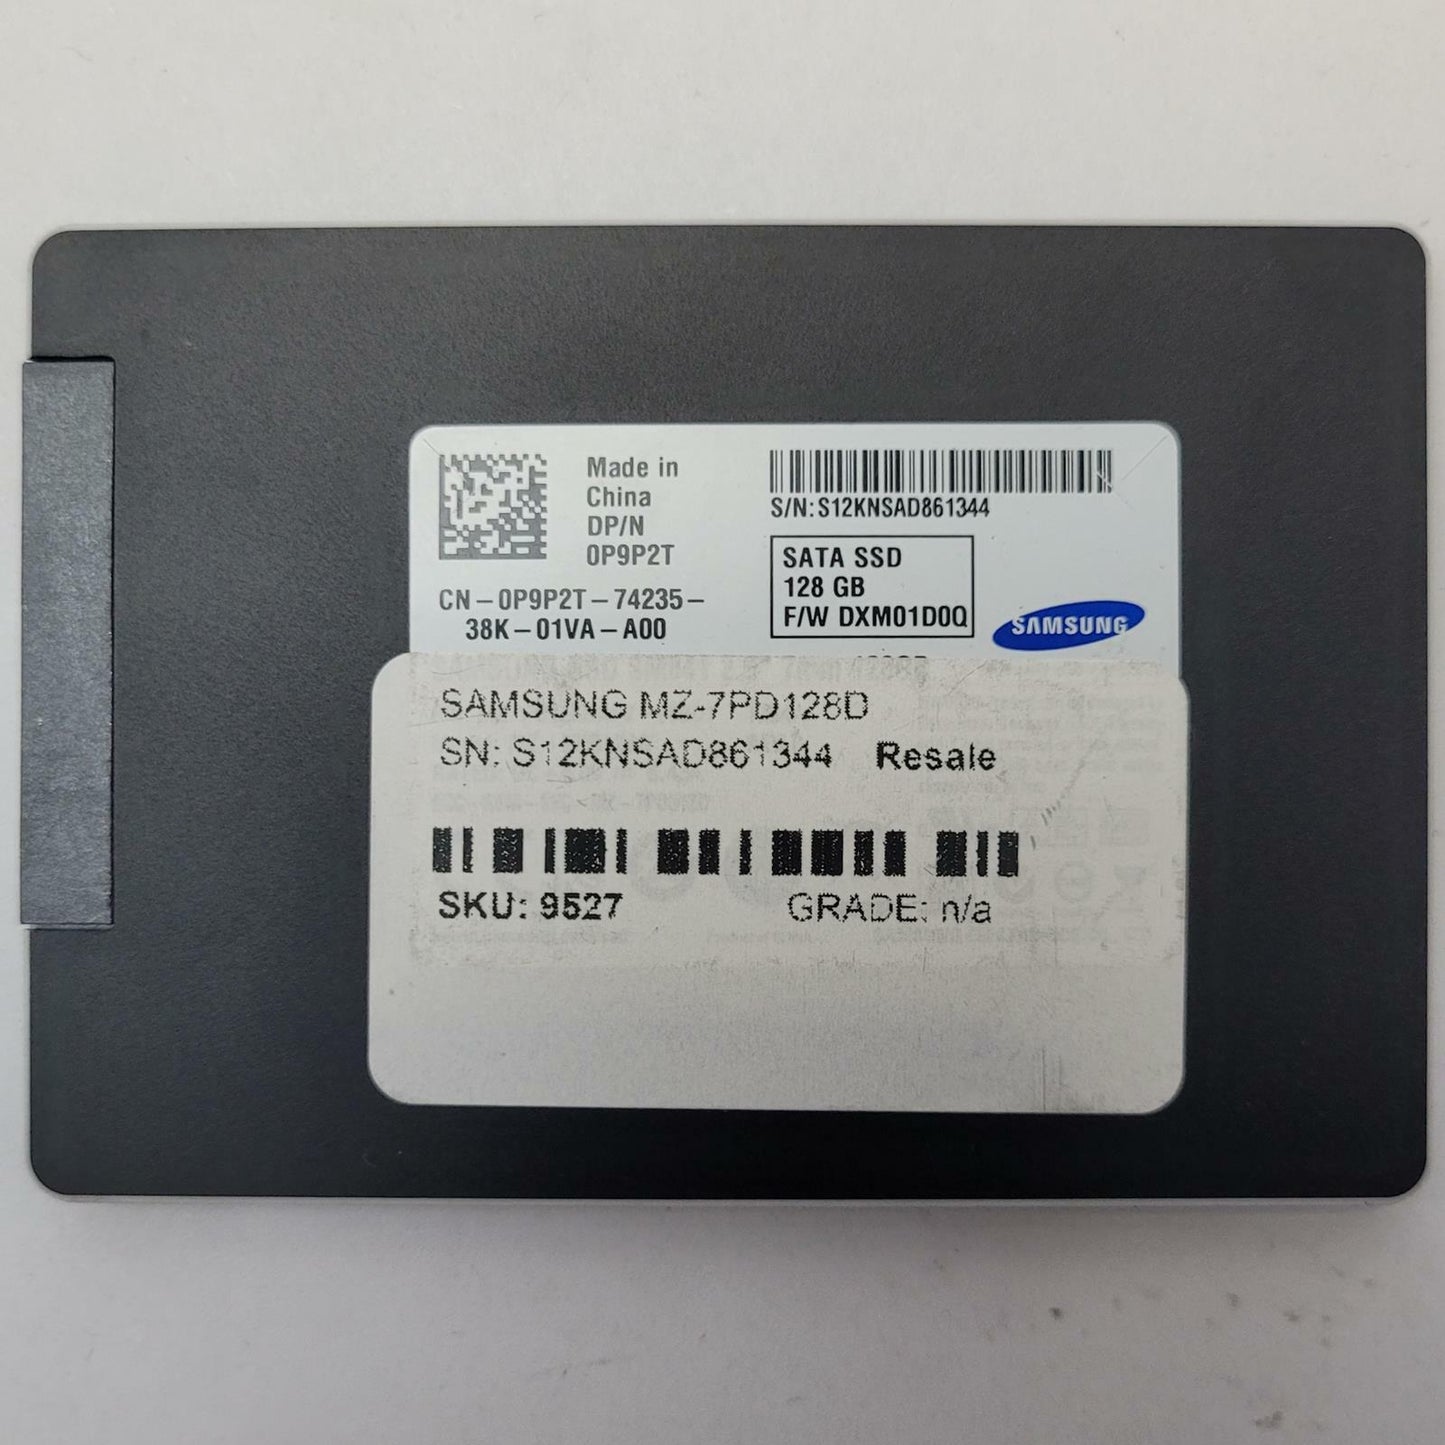 Made in
China
DP/N
0P9P2T
CN-0P9P2T-74235-
38K-01VA-A00
S/N:S12KNSAD861344
SATA SSD
128 GB
F/W DXM01D0Q
SAMSUNG
SAMSUNG MZ-7PD128D
SN: S12KNSAD861344 Resale
SKU: 9527 GRADE: n/a